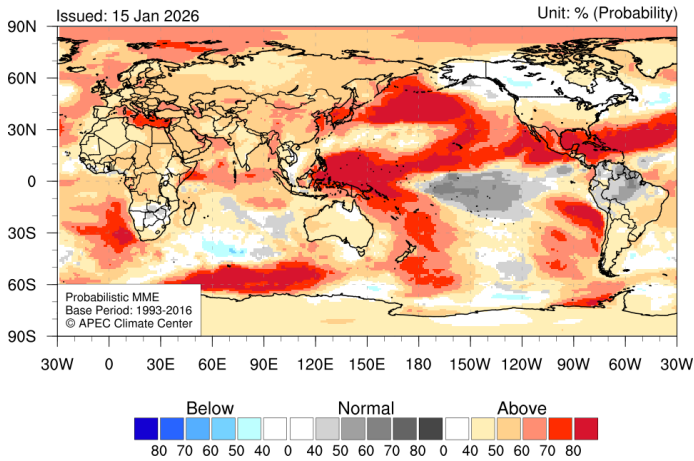 Issued: 15 Jan 2026
Unit: % (Probability)
90N
60N
30N
0
30S
60S
90S
Probabilistic MME
Base Period: 1993-2016
© APEC Climate Center
30W 0 30E 60E 90E 120E 150E 180 150W 120W 90W 60W 30W
Below Normal Above
80 70 60 50 40 0 40 50 60 70 80 0 40 50 60 70 80